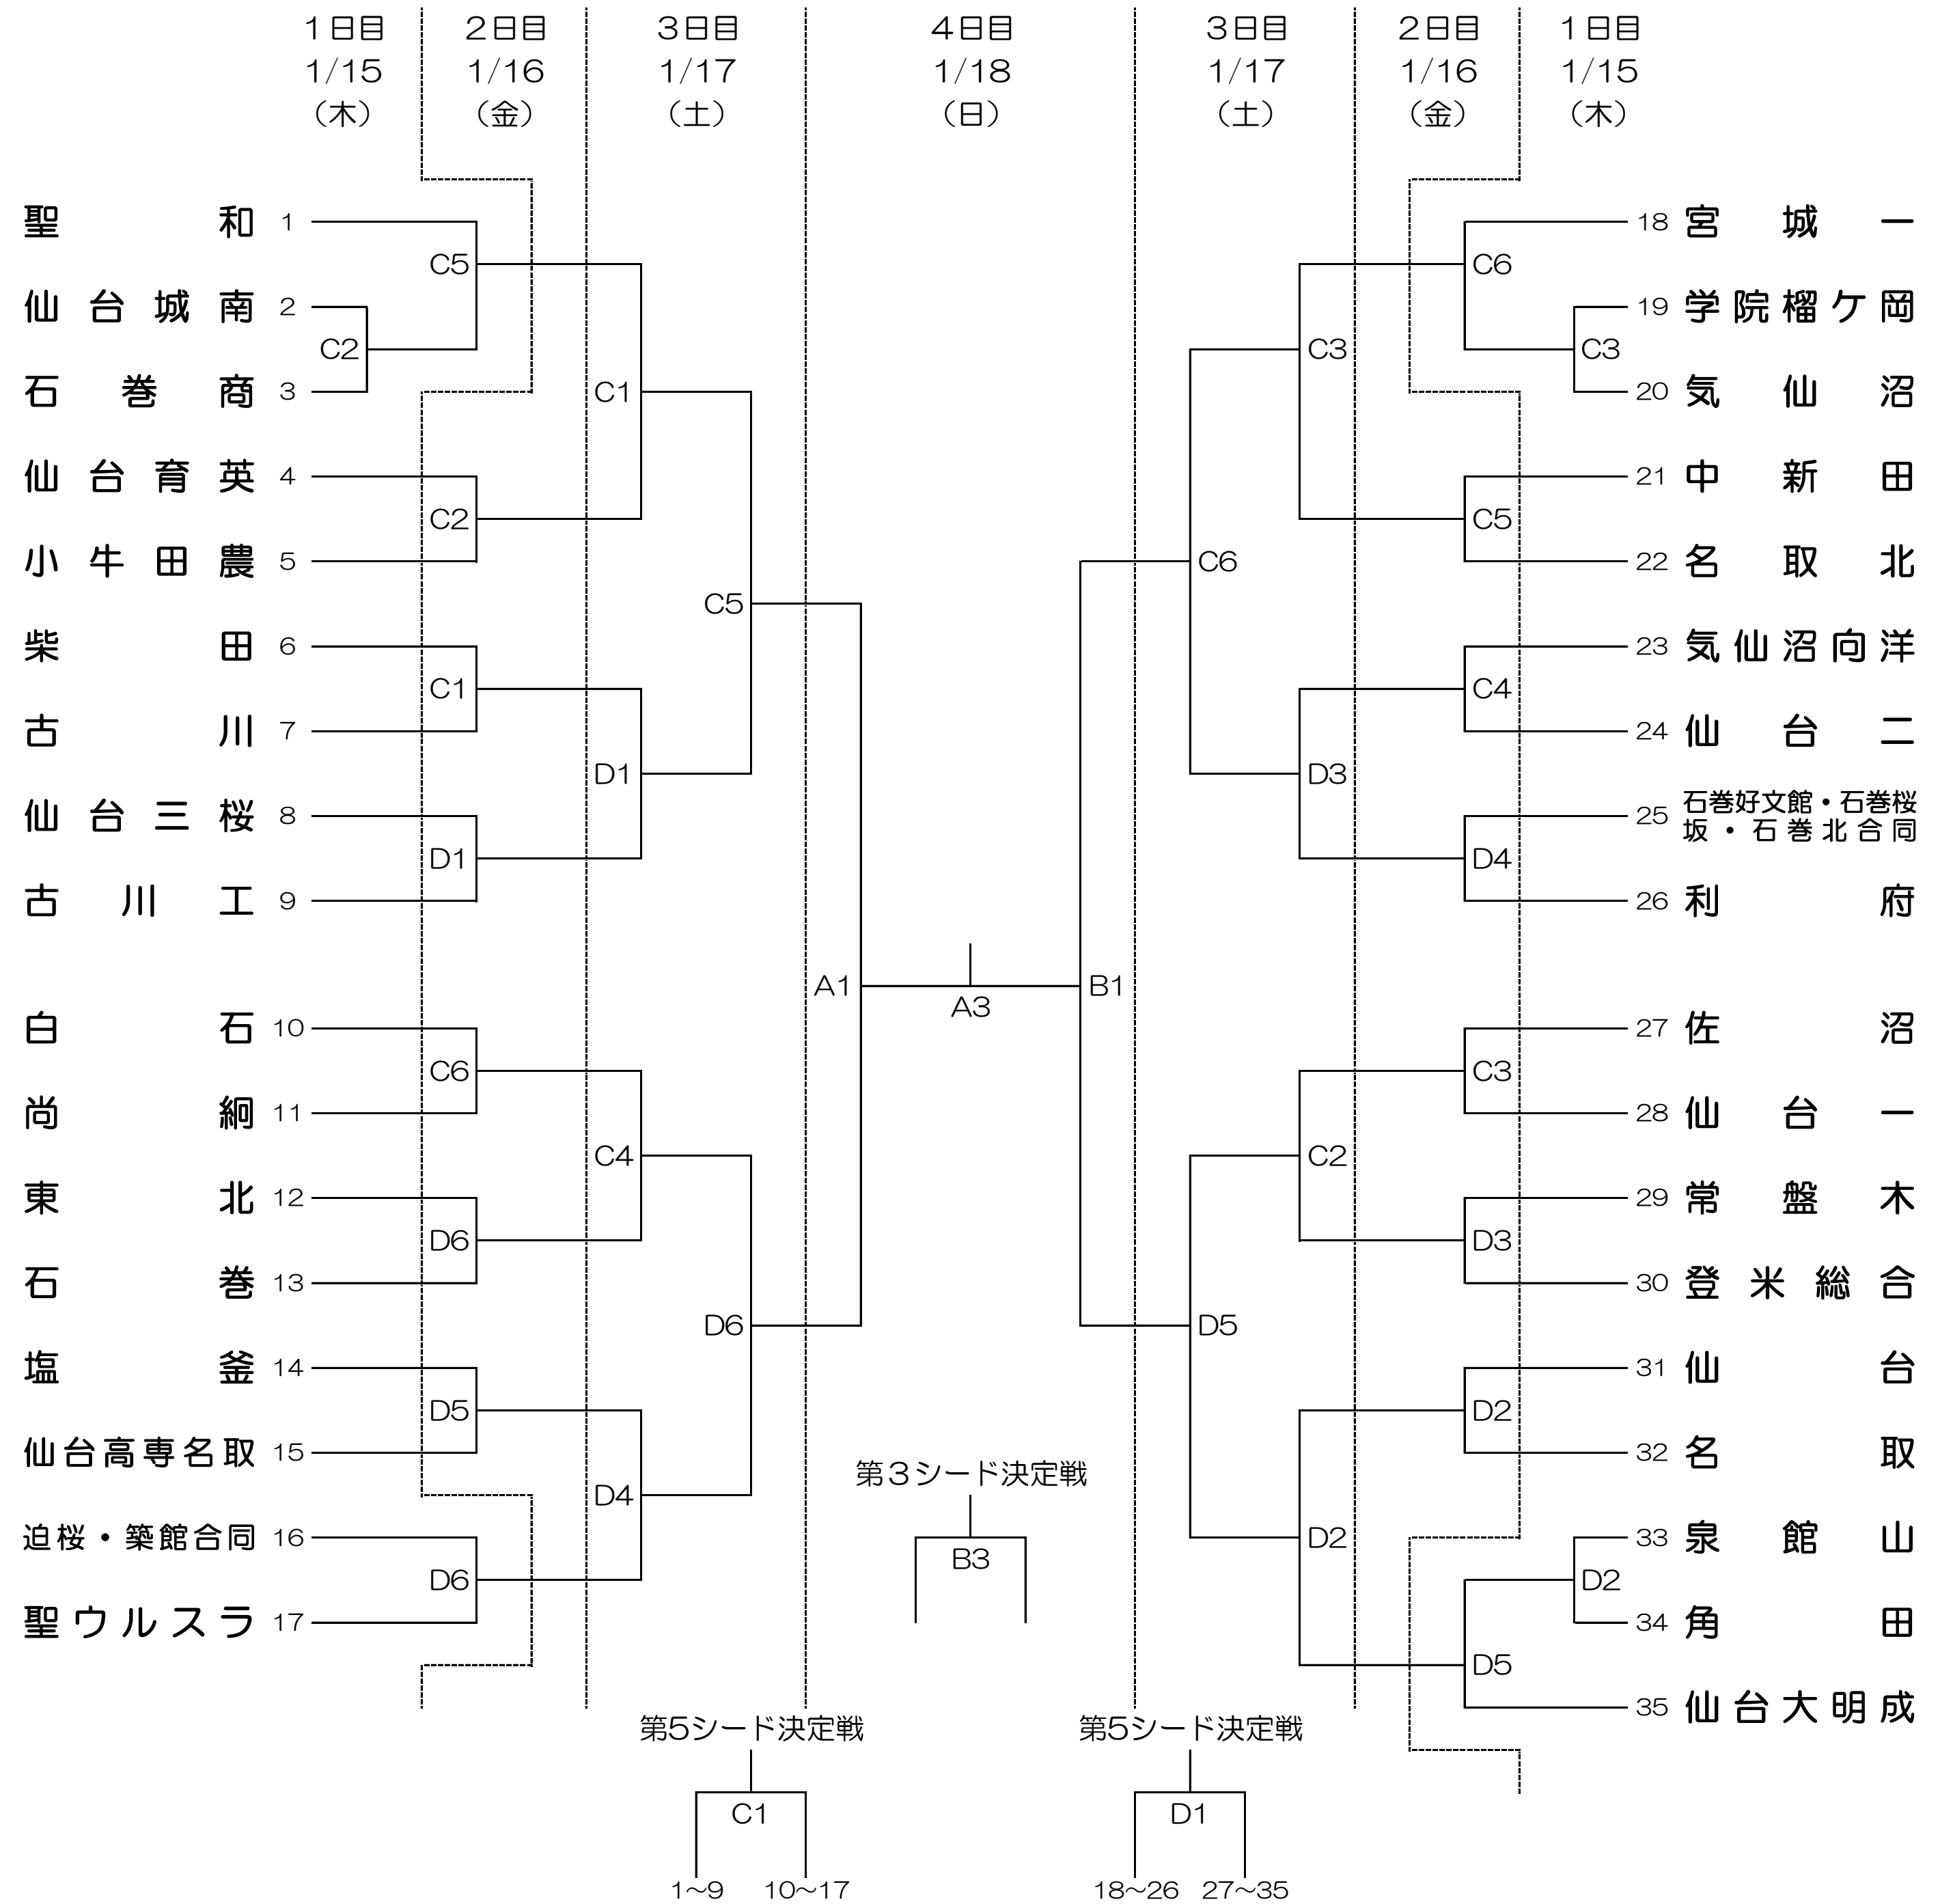 1日目 2日目 3日目 4日目 3日目 2日目 1日目
1/15 1/16 1/17 1/18 1/17 1/16 1/15
（木） （金） （土） （日） （土） （金） （木）
聖和 1
仙台城南 2
石巻商 3
仙台育英 4
小牛田農 5
柴田 6
古川 7
仙台三桜 8
古川工 9
白石 10
尚絅 11
東北 12
石巻 13
塩釜 14
仙台高専名取 15
迫桜・築館合同 16
聖ウルスラ 17
C2
C5
C2
C1
D1
C6
D6
D5
D6
C1
D1
C4
D4
C5
D6
A1
A3
B1
C6
D5
C3
D3
C2
D2
C6
C5
C4
D4
C3
D3
D2
D5
C3
D2
18 宮城一
19 学院榴ケ岡
20 気仙沼
21 中新田
22 名取北
23 気仙沼向洋
24 仙台二
25 石巻好文館・石巻桜
坂・石巻北合同
26 利府
27 佐沼
28 仙台一
29 常盤木
30 登米総合
31 仙台
32 名取
33 泉館山
34 角田
35 仙台大明成
第3シード決定戦
B3
第5シード決定戦 第5シード決定戦
C1 D1
1〜9 10〜17 18〜26 27〜35